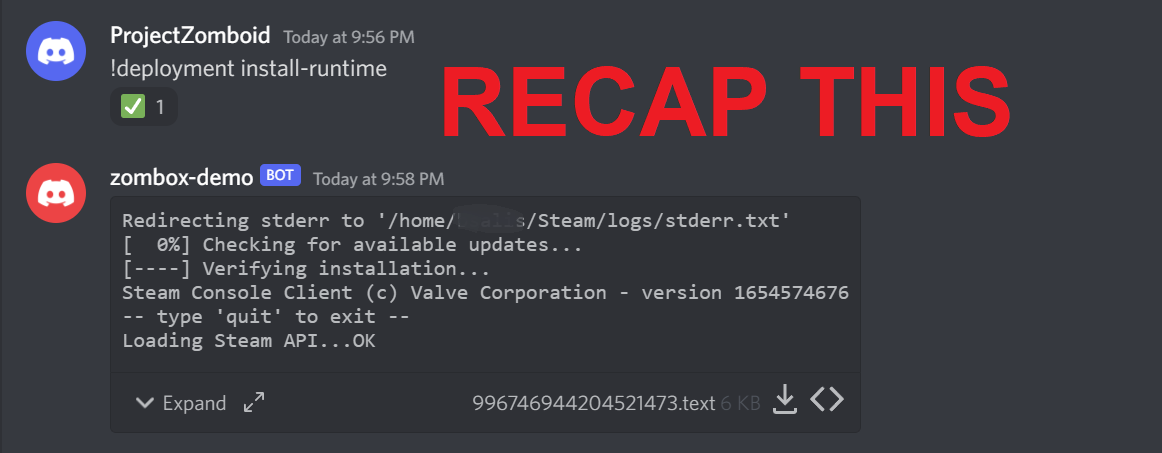 ProjectZomboid Today at 9:56 PM
!deployment install-runtime
1
RECAP THIS
zombox-demo BOT Today at 9:58 PM
Redirecting stderr to '/home/ /Steam/logs/stderr.txt'
[  0%] Checking for available updates...
[----] Verifying installation...
Steam Console Client (c) Valve Corporation - version 1654574676
-- type 'quit' to exit --
Loading Steam API...OK
Expand 996746944204521473.text 6 KB